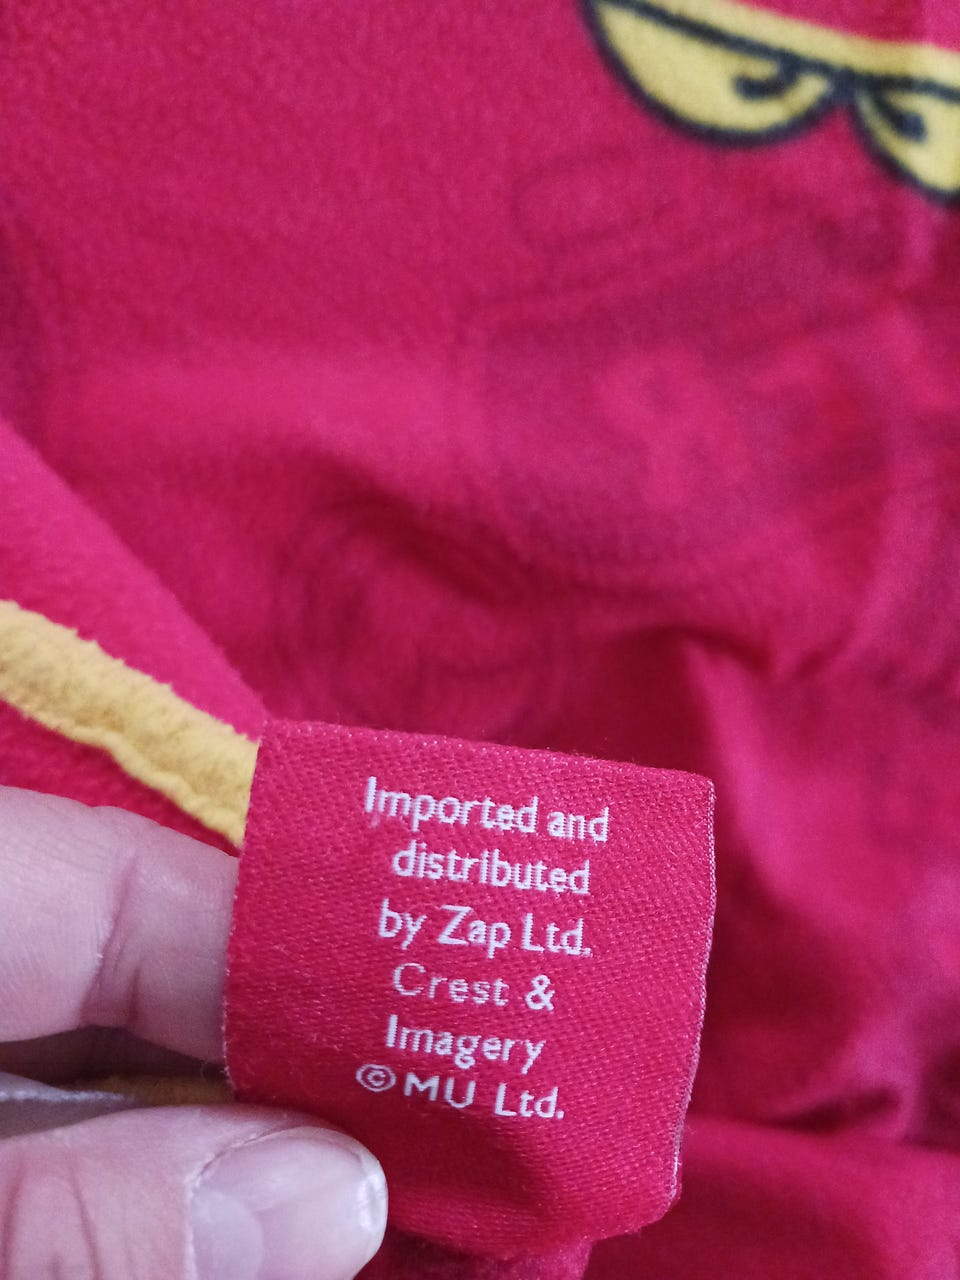 Imported and
distributed
by Zap Ltd.
Crest &
Imagery
© MU Ltd.